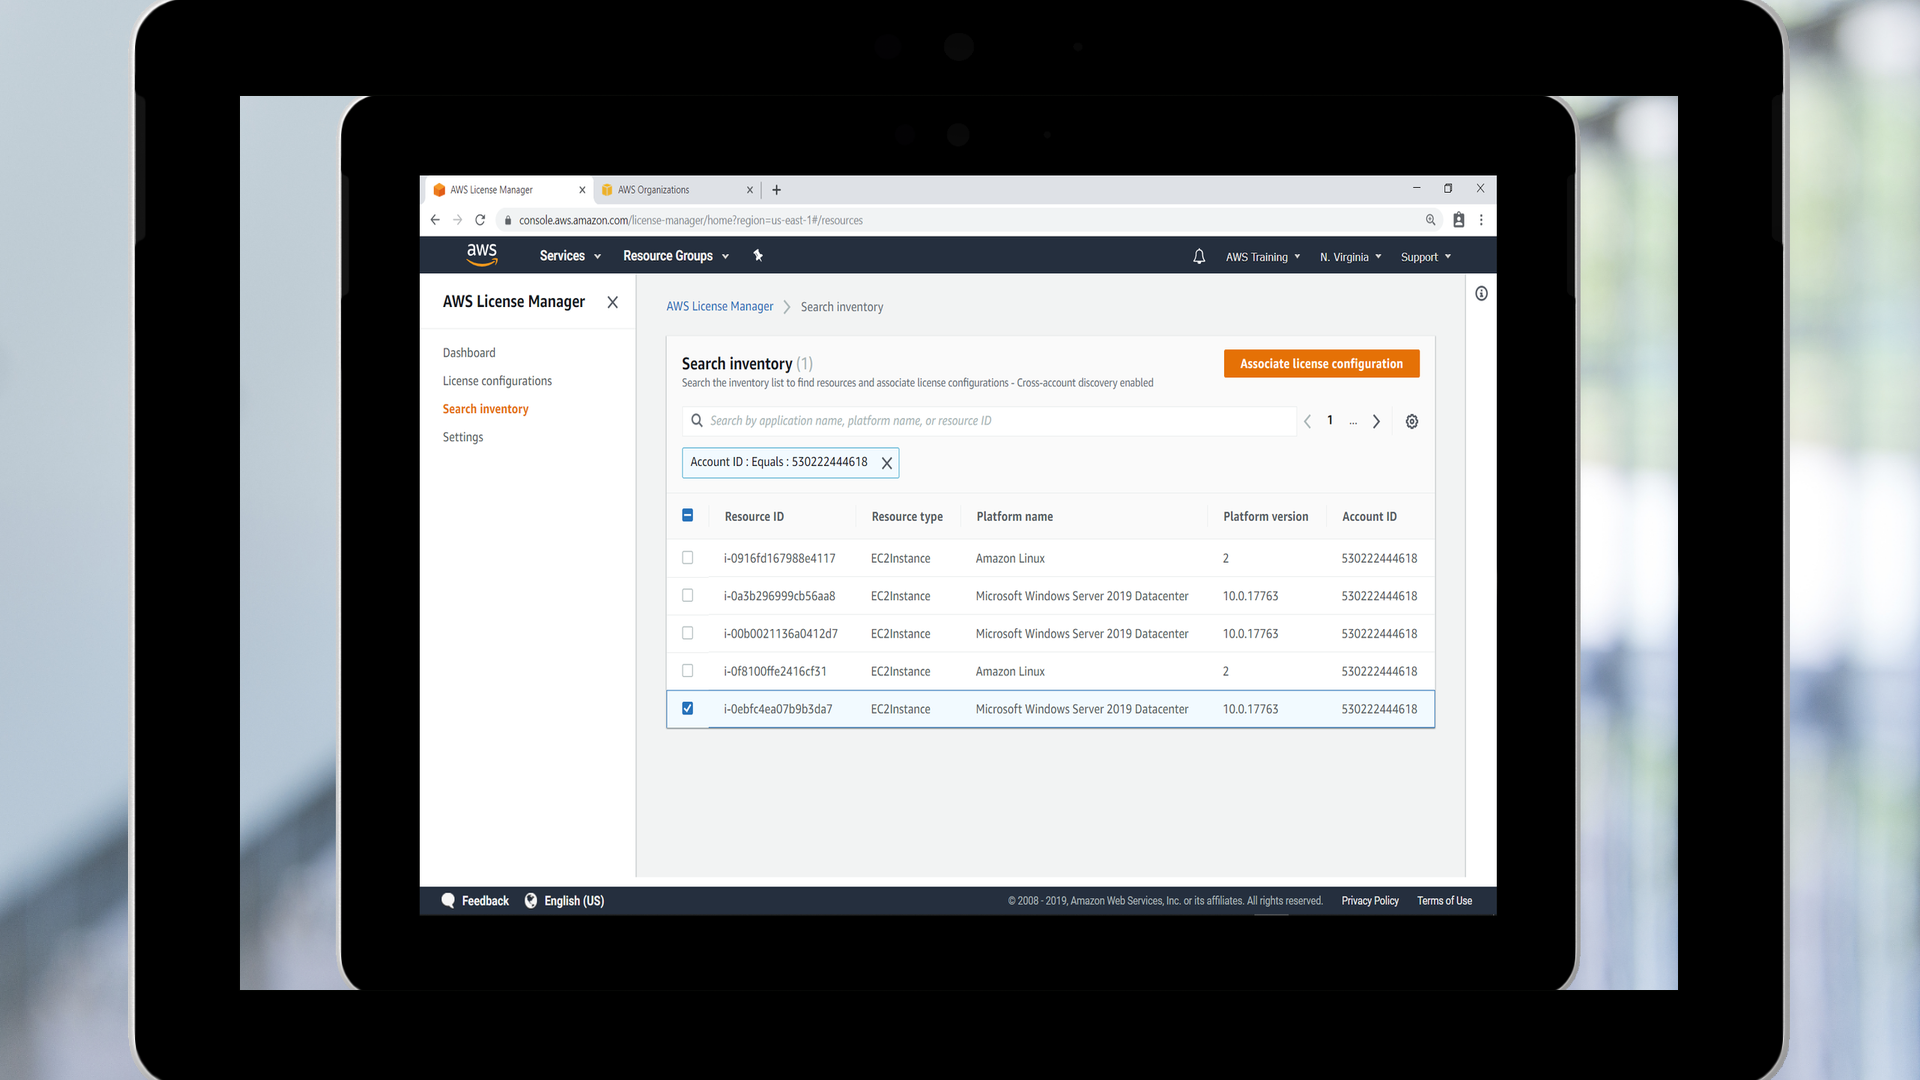 AWS License Manager
AWS Organizations
console.aws.amazon.com/license-manager/home?region=us-east-1#/resources
aws
Services
Resource Groups
AWS Training
N. Virginia
Support
AWS License Manager
Dashboard
License configurations
Search inventory
Settings
AWS License Manager > Search inventory
Search inventory (1)
Associate license configuration
Search the inventory list to find resources and associate license configurations - Cross-account discovery enabled
Search by application name, platform name, or resource ID
1 ...
Account ID : Equals : 530222444618
Resource ID Resource type Platform name Platform version Account ID
i-0916fd167988e4117 EC2Instance Amazon Linux 2 530222444618
i-0a3b296999cb56aa8 EC2Instance Microsoft Windows Server 2019 Datacenter 10.0.17763 530222444618
i-00b0021136a0412d7 EC2Instance Microsoft Windows Server 2019 Datacenter 10.0.17763 530222444618
i-0f8100ffe2416cf31 EC2Instance Amazon Linux 2 530222444618
i-0ebfc4ea07b9b3da7 EC2Instance Microsoft Windows Server 2019 Datacenter 10.0.17763 530222444618
Feedback
English (US)
© 2008 - 2019, Amazon Web Services, Inc. or its affiliates. All rights reserved.
Privacy Policy
Terms of Use